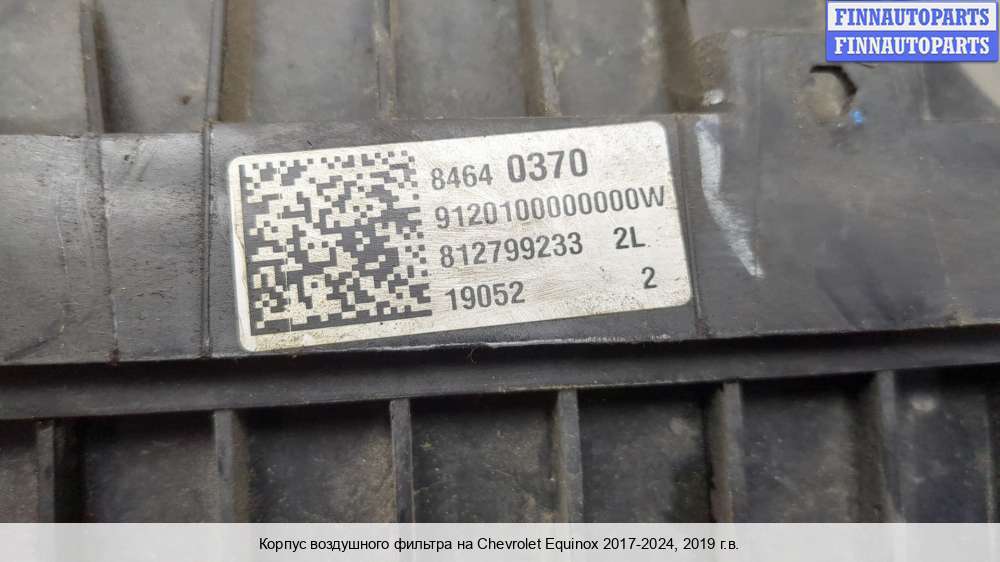 FINNAUTOPARTS
FINNAUTOPARTS
8464 0370
9120100000000W
812799233 2L
19052 2
Корпус воздушного фильтра на Chevrolet Equinox 2017-2024, 2019 г.в.